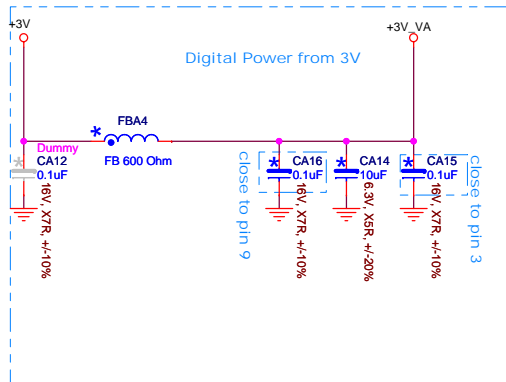 +3V
+3V_VA
Digital Power from 3V
FBA4
*
FB 600 Ohm
Dummy
*
CA12
0.1uF
16V, X7R, +/-10%
close to pin 9
*
CA16
0.1uF
16V, X7R, +/-10%
*
CA14
10uF
6.3V, X5R, +/-20%
*
CA15
0.1uF
16V, X7R, +/-10%
close to pin 3